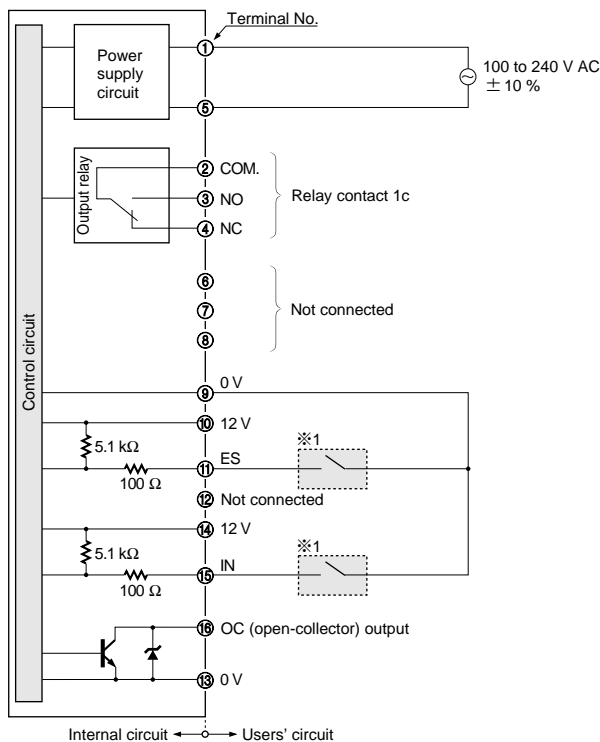 Terminal No.
Power supply circuit
①
⑤
100 to 240 V AC
± 10 %
Output relay
② COM.
③ NO
④ NC
Relay contact 1c
⑥
⑦
⑧
Not connected
Control circuit
⑨ 0 V
⑩ 12 V
5.1 kΩ
⑪ ES
100 Ω
※1
⑫ Not connected
⑭ 12 V
5.1 kΩ
⑮ IN
100 Ω
※1
⑯ OC (open-collector) output
⑬ 0 V
Internal circuit
Users' circuit